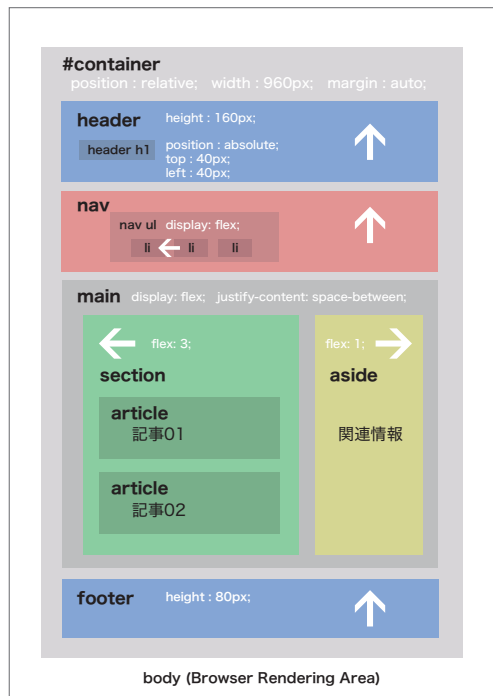 #container
position : relative; width : 960px; margin : auto;
header height : 160px;
header h1 position : absolute;
top : 40px;
left : 40px;
nav
nav ul display: flex;
li li li
main display: flex; justify-content: space-between;
flex: 3;
section
article
記事01
article
記事02
flex: 1;
aside
関連情報
footer height : 80px;
body (Browser Rendering Area)